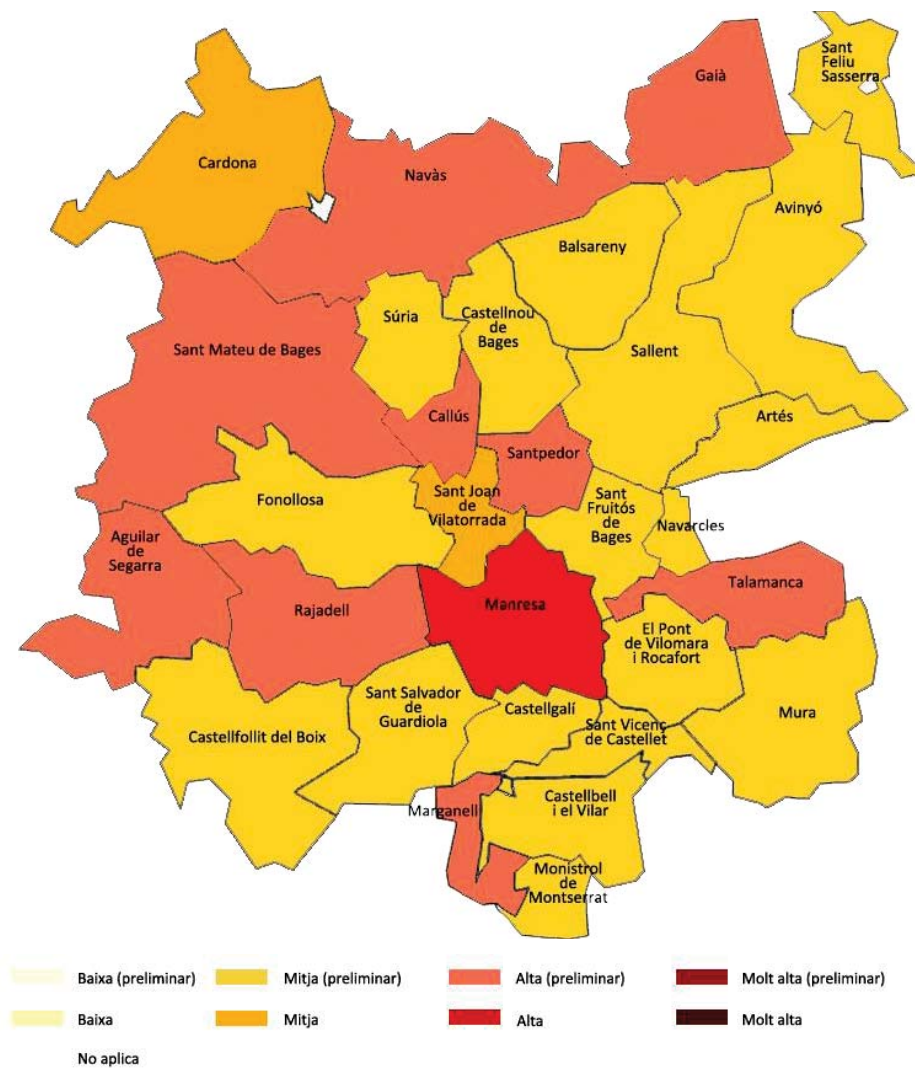 Sant
Feliu
Sasserra
Gaià
Cardona
Navàs
Avinyó
Balsareny
Súria
Castellnou
de
Bages
Sant Mateu de Bages
Sallent
Callús
Artés
Santpedor
Fonollosa
Sant Joan
de
Vilatorrada
Sant
Fruitós
de
Bages
Navarcles
Aguilar
de
Segarra
Talamanca
Rajadell
Manresa
El Pont
de Vilomara
i Rocafort
Sant Salvador
de
Guardiola
Castellgalí
Mura
Castellfollit del Boix
Sant Vicenç
de Castellet
Marganell
Castellbell
i el Vilar
Monistrol
de
Montserrat
Baixa (preliminar)
Mitja (preliminar)
Alta (preliminar)
Molt alta (preliminar)
Baixa
Mitja
Alta
Molt alta
No aplica